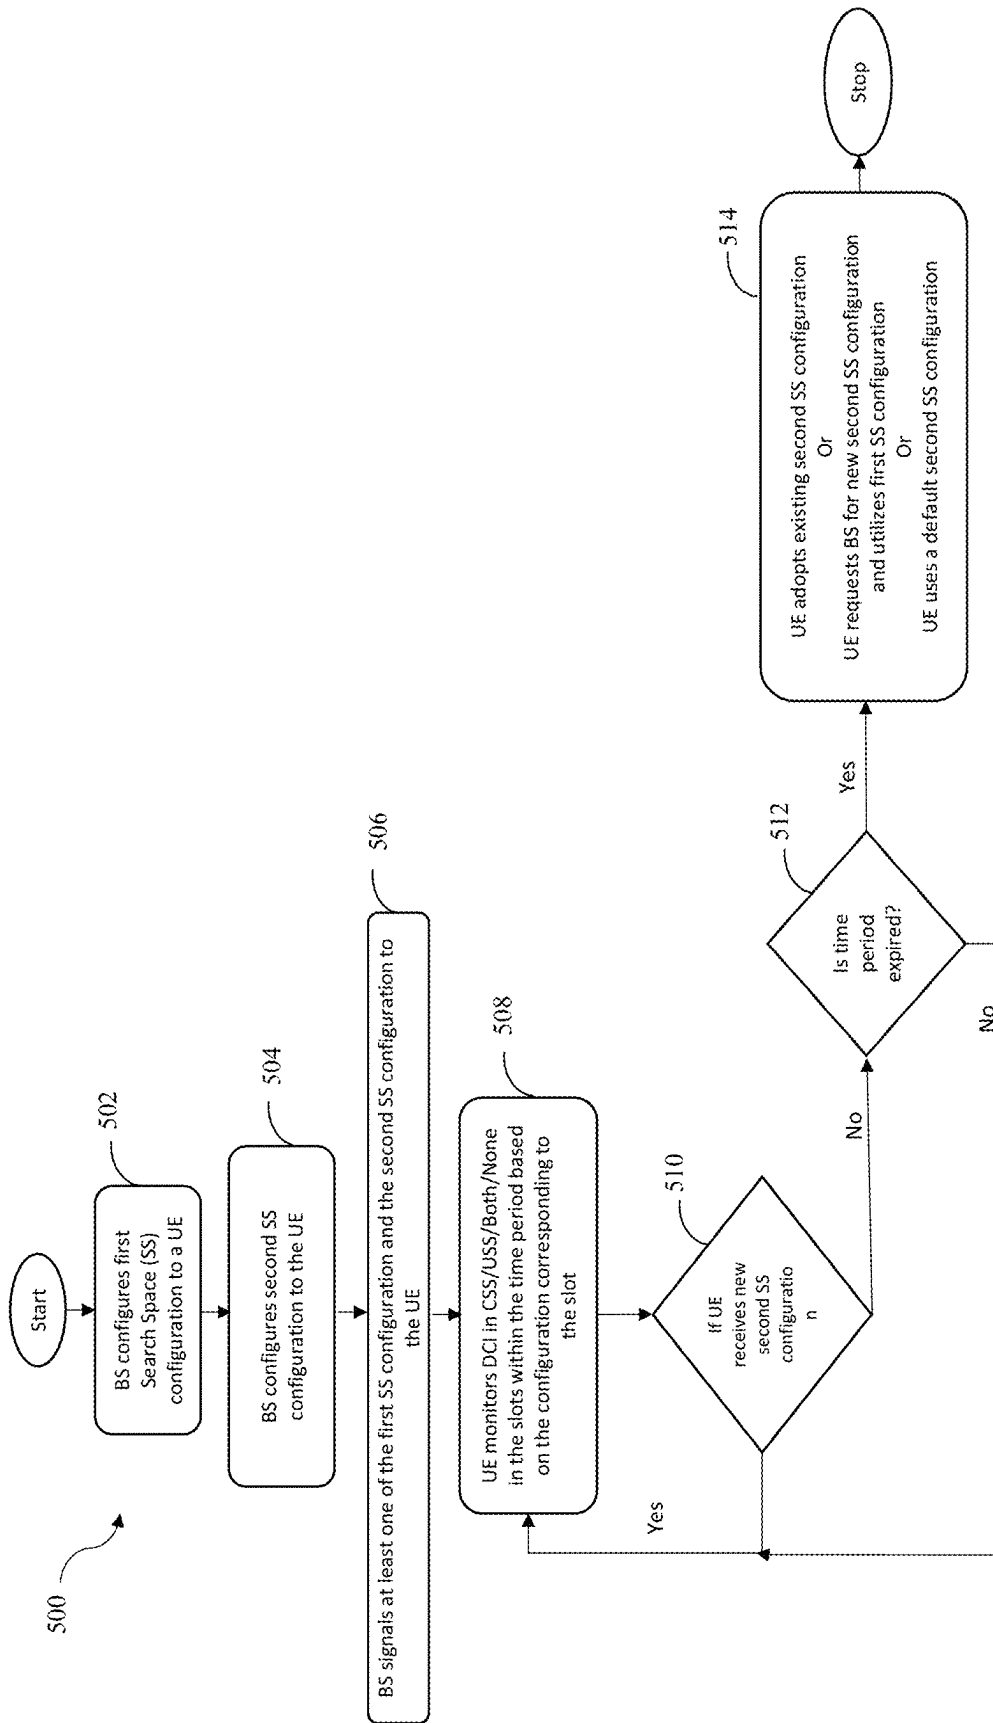 500
Start
BS configures first
Search Space (SS)
configuration to a UE
502
BS configures second SS
configuration to the UE
504
BS signals at least one of the first SS configuration and the second SS configuration to
the UE
506
UE monitors DCI in CSS/USS/Both/None
in the slots within the time period based
on the configuration corresponding to
the slot
508
Yes
If UE
receives new
second SS
configuratio
n
510
No
Is time
period
expired?
512
No
Yes
UE adopts existing second SS configuration
Or
UE requests BS for new second SS configuration
and utilizes first SS configuration
Or
UE uses a default second SS configuration
514
Stop